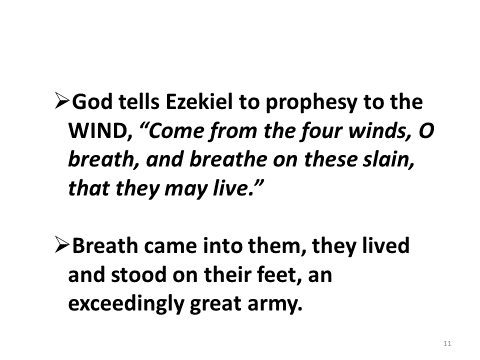 ➢God tells Ezekiel to prophesy to the
WIND, “Come from the four winds, O
breath, and breathe on these slain,
that they may live.”
➢Breath came into them, they lived
and stood on their feet, an
exceedingly great army.
11